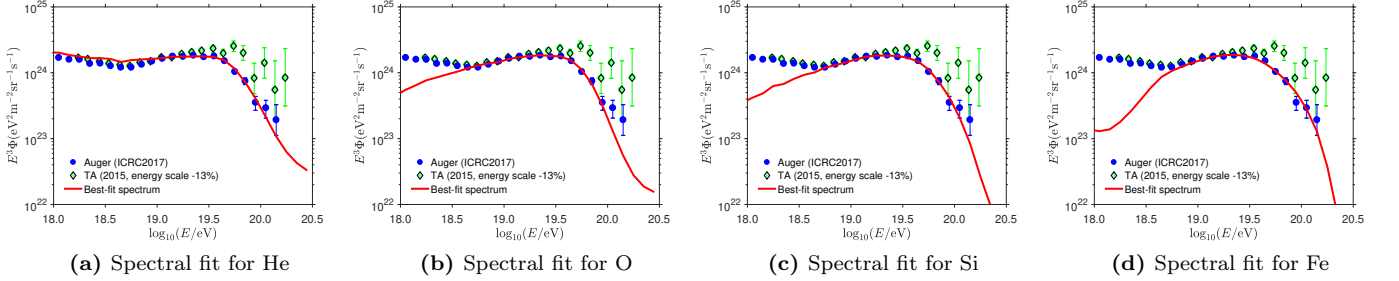 10^25
10^24
10^23
10^22
E^3Φ(eV^2m^-2sr^-1s^-1)
Auger (ICRC2017)
TA (2015, energy scale -13%)
Best-fit spectrum
18.0 18.5 19.0 19.5 20.0 20.5
log10(E/eV)
(a) Spectral fit for He
10^25
10^24
10^23
10^22
E^3Φ(eV^2m^-2sr^-1s^-1)
Auger (ICRC2017)
TA (2015, energy scale -13%)
Best-fit spectrum
18.0 18.5 19.0 19.5 20.0 20.5
log10(E/eV)
(b) Spectral fit for O
10^25
10^24
10^23
10^22
E^3Φ(eV^2m^-2sr^-1s^-1)
Auger (ICRC2017)
TA (2015, energy scale -13%)
Best-fit spectrum
18.0 18.5 19.0 19.5 20.0 20.5
log10(E/eV)
(c) Spectral fit for Si
10^25
10^24
10^23
10^22
E^3Φ(eV^2m^-2sr^-1s^-1)
Auger (ICRC2017)
TA (2015, energy scale -13%)
Best-fit spectrum
18.0 18.5 19.0 19.5 20.0 20.5
log10(E/eV)
(d) Spectral fit for Fe